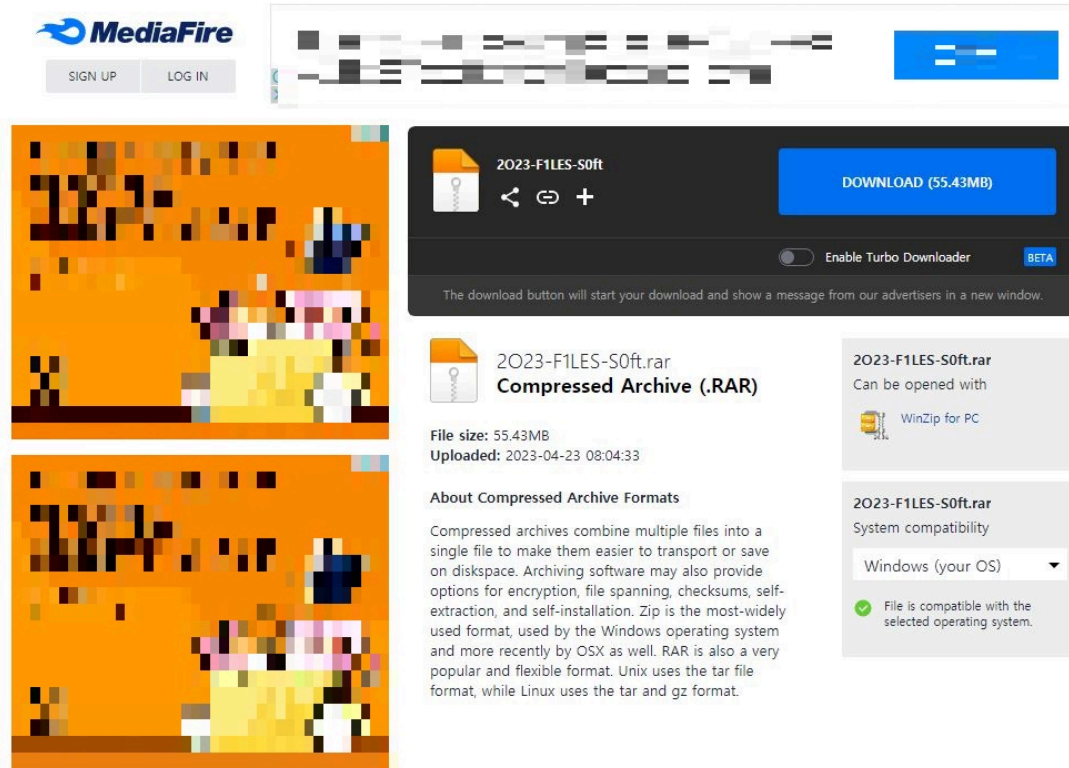 MediaFire
SIGN UP
LOG IN
2O23-F1LES-S0ft
DOWNLOAD (55.43MB)
Enable Turbo Downloader
BETA
The download button will start your download and show a message from our advertisers in a new window.
2O23-F1LES-S0ft.rar
Compressed Archive (.RAR)
File size: 55.43MB
Uploaded: 2023-04-23 08:04:33
About Compressed Archive Formats
Compressed archives combine multiple files into a
single file to make them easier to transport or save
on diskspace. Archiving software may also provide
options for encryption, file spanning, checksums, self-
extraction, and self-installation. Zip is the most-widely
used format, used by the Windows operating system
and more recently by OSX as well. RAR is also a very
popular and flexible format. Unix uses the tar file
format, while Linux uses the tar and gz format.
2O23-F1LES-S0ft.rar
Can be opened with
WinZip for PC
2O23-F1LES-S0ft.rar
System compatibility
Windows (your OS)
File is compatible with the
selected operating system.